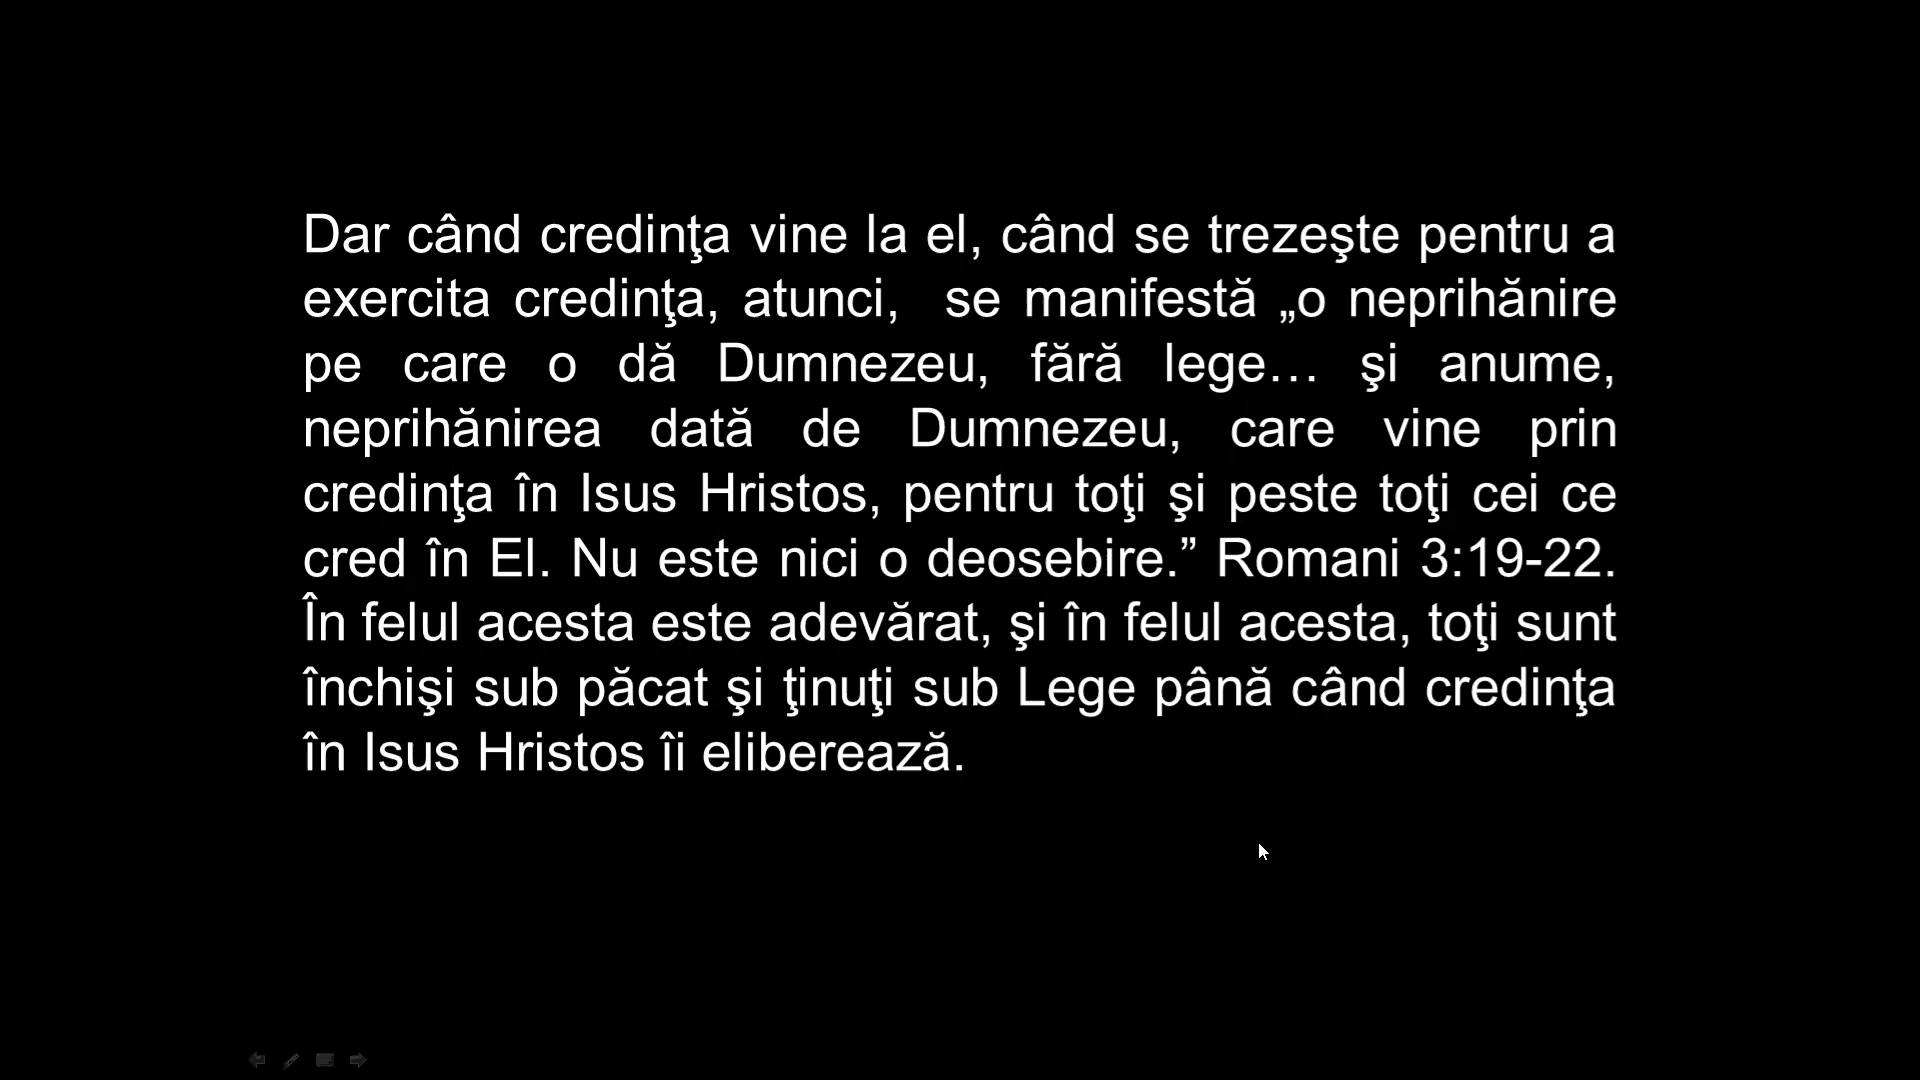 Dar când credinţa vine la el, când se trezeşte pentru a
exercita credinţa, atunci,  se manifestă „o neprihănire
pe care o dă Dumnezeu, fără lege… şi anume,
neprihănirea dată de Dumnezeu, care vine prin
credinţa în Isus Hristos, pentru toţi şi peste toţi cei ce
cred în El. Nu este nici o deosebire.” Romani 3:19-22.
În felul acesta este adevărat, şi în felul acesta, toţi sunt
închişi sub păcat şi ţinuţi sub Lege până când credinţa
în Isus Hristos îi eliberează.